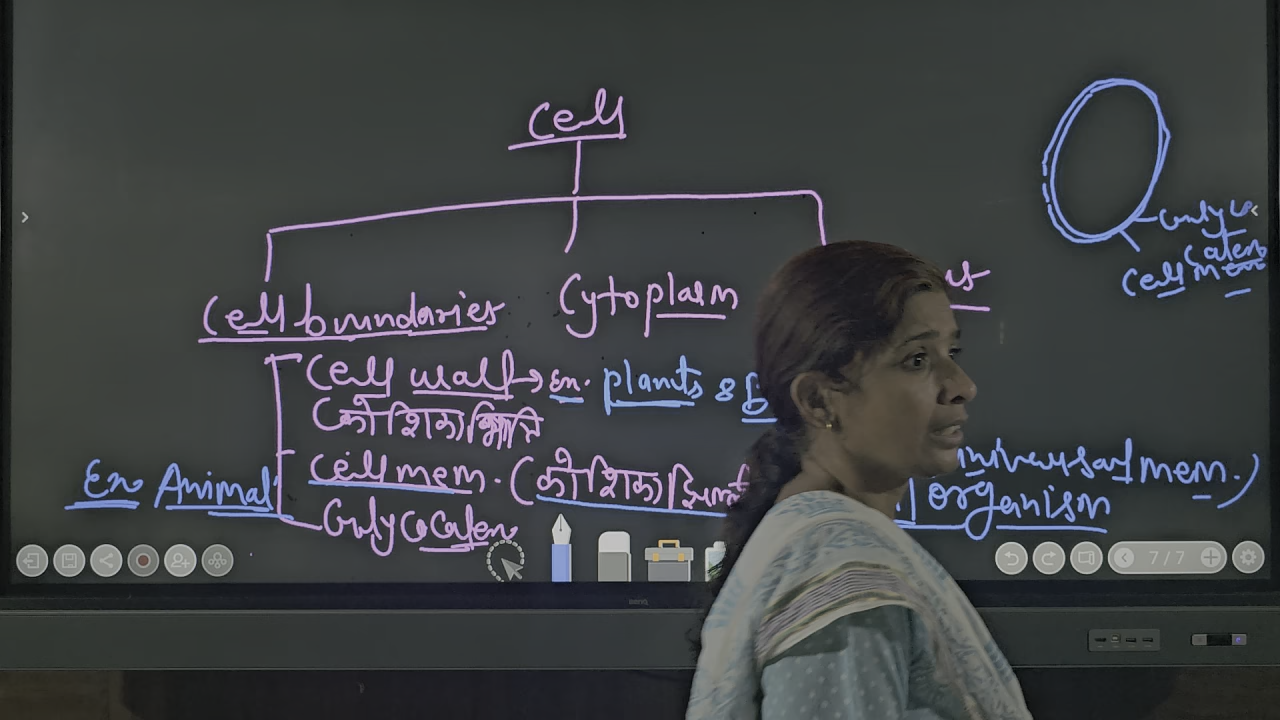 Cell
Cell boundaries
Cytoplasm
Cell wall → Ex. plants &
कोशिका भित्ति
Cell mem. (कोशिका झिल्ली
universal mem.)
organism
Ex Animal
Glycocalex
Glyco
calex
Cell mem
7/7